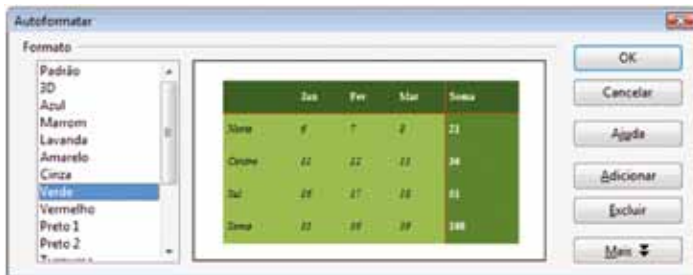 Autoformatar
Formato
Padrão
3D
Azul
Marrom
Lavanda
Amarelo
Cinza
Verde
Vermelho
Preto 1
Preto 2
Jan Fev Mar Soma
Norte 6 7 8 21
Centro 11 12 13 36
Sul 16 17 18 51
Soma 33 36 39 108
OK
Cancelar
Ajuda
Adicionar
Excluir
Mais